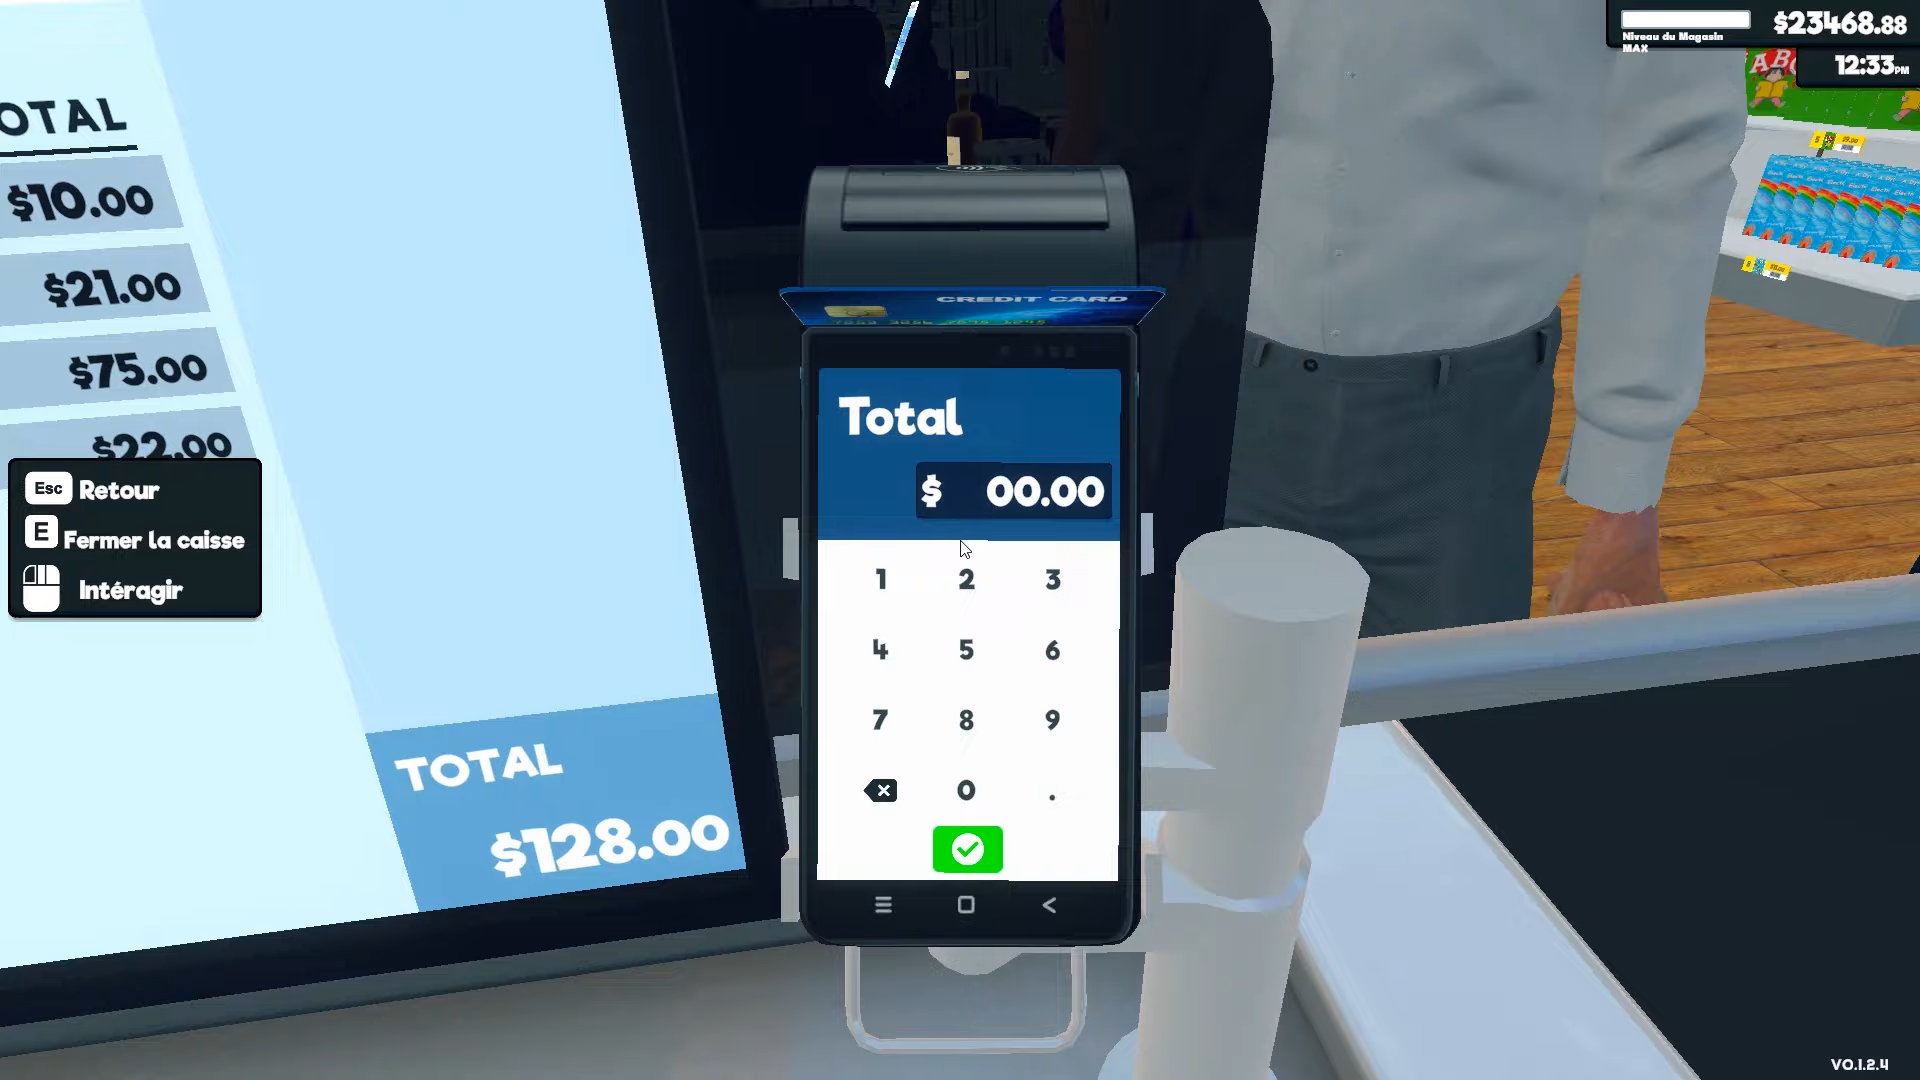 $23468.88
Niveau du Magasin
MAX
12:33PM
OTAL
$10.00
$21.00
$75.00
$22.00
Esc Retour
E Fermer la caisse
Intéragir
TOTAL
$128.00
CREDIT CARD
Total
$ 00.00
1 2 3
4 5 6
7 8 9
0 .
ABC
V0.1.2.4